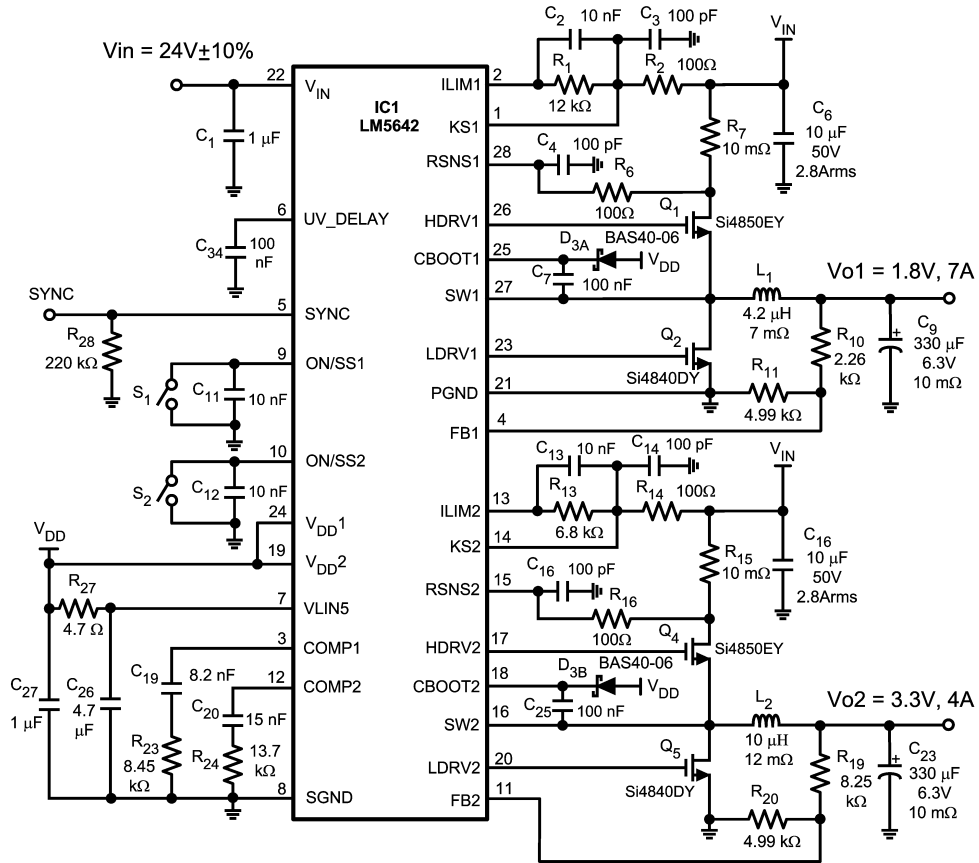 Vin = 24V±10%
22
VIN
C1
1 µF
IC1
LM5642
6
UV_DELAY
C34
100
nF
SYNC
5
SYNC
R28
220 kΩ
9
ON/SS1
S1
C11
10 nF
10
ON/SS2
S2
C12
10 nF
24
VDD1
VDD
19
VDD2
R27
4.7 Ω
7
VLIN5
3
COMP1
C19
8.2 nF
12
COMP2
C27
1 µF
C26
4.7
µF
C20
15 nF
R23
8.45
kΩ
R24
13.7
kΩ
8
SGND
C2
10 nF
C3
100 pF
VIN
2
ILIM1
R1
12 kΩ
R2
100Ω
1
KS1
R7
10 mΩ
C6
10 µF
50V
2.8Arms
28
RSNS1
C4
100 pF
R6
100Ω
26
HDRV1
Q1
Si4850EY
25
CBOOT1
D3A
BAS40-06
VDD
C7
100 nF
27
SW1
L1
4.2 µH
7 mΩ
Vo1 = 1.8V, 7A
23
LDRV1
Q2
Si4840DY
R10
2.26
kΩ
C9
330 µF
6.3V
10 mΩ
21
PGND
R11
4.99 kΩ
4
FB1
C13
10 nF
C14
100 pF
VIN
13
ILIM2
R13
6.8 kΩ
R14
100Ω
14
KS2
R15
10 mΩ
C16
10 µF
50V
2.8Arms
15
RSNS2
C16
100 pF
R16
100Ω
17
HDRV2
Q4
Si4850EY
18
CBOOT2
D3B
BAS40-06
VDD
C25
100 nF
16
SW2
L2
10 µH
12 mΩ
Vo2 = 3.3V, 4A
20
LDRV2
Q5
Si4840DY
R19
8.25
kΩ
C23
330 µF
6.3V
10 mΩ
11
FB2
R20
4.99 kΩ